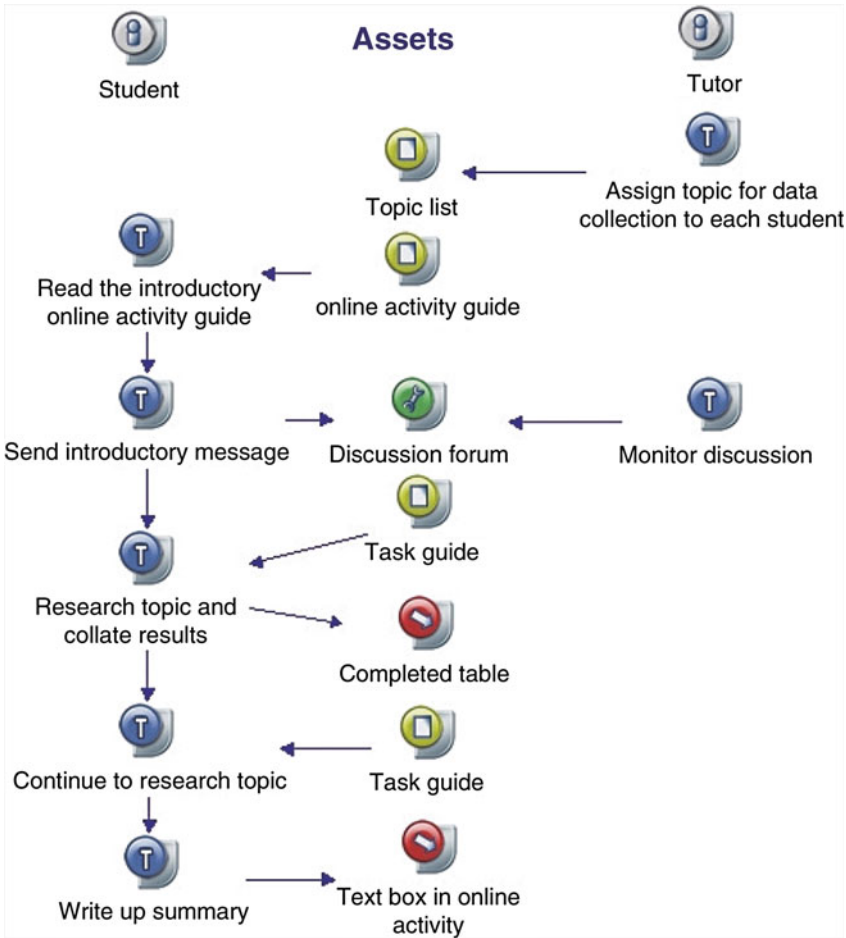 Assets
Student
Tutor
Topic list
Assign topic for data
collection to each student
Read the introductory
online activity guide
online activity guide
Send introductory message
Discussion forum
Monitor discussion
Task guide
Research topic and
collate results
Completed table
Continue to research topic
Task guide
Write up summary
Text box in online
activity